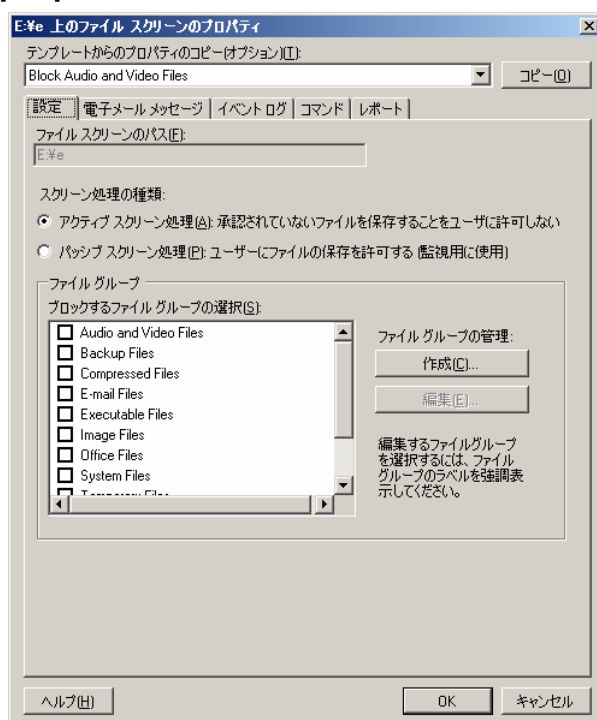 E:¥e 上のファイル スクリーンのプロパティ
テンプレートからのプロパティのコピー(オプション)(T):
Block Audio and Video Files
コピー(O)
設定
電子メール メッセージ
イベント ログ
コマンド
レポート
ファイル スクリーンのパス(F):
E:¥e
スクリーン処理の種類:
アクティブ スクリーン処理(A): 承認されていないファイルを保存することをユーザに許可しない
パッシブ スクリーン処理(P): ユーザーにファイルの保存を許可する (監視用に使用)
ファイル グループ
ブロックするファイル グループの選択(S):
Audio and Video Files
Backup Files
Compressed Files
E-mail Files
Executable Files
Image Files
Office Files
System Files
Temporary Files
ファイル グループの管理:
作成(C)...
編集(E)...
編集するファイルグループ
を選択するには、ファイル
グループのラベルを強調表
示してください。
ヘルプ(H)
OK
キャンセル